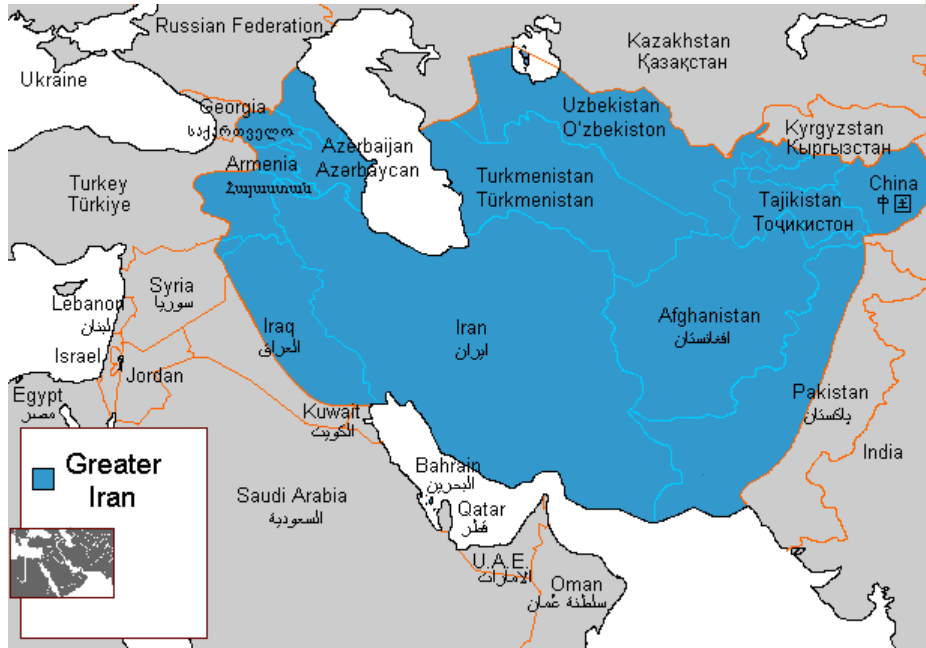 Russian Federation
Kazakhstan
Қазақстан
Ukraine
Georgia
საქართველო
Uzbekistan
O'zbekiston
Kyrgyzstan
Кыргызстан
Azerbaijan
Azərbaycan
Armenia
Հայաստան
Turkey
Türkiye
Turkmenistan
Türkmenistan
Tajikistan
Тоҷикистон
China
中国
Syria
سوريا
Lebanon
لبنان
Iraq
العراق
Iran
ایران
Afghanistan
افغانستان
Israel
Jordan
Egypt
مصر
Kuwait
الكويت
Pakistan
پاکستان
India
Bahrain
البحرين
Saudi Arabia
السعودية
Qatar
قطر
U.A.E.
الامارات
Oman
سلطنة عُمان
Greater
Iran